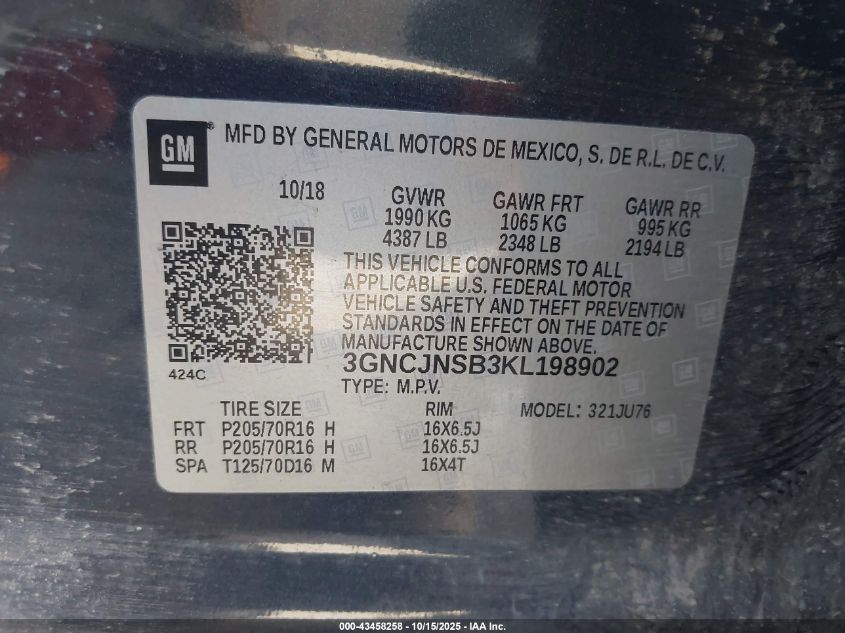 GM
MFD BY GENERAL MOTORS DE MEXICO, S. DE R.L. DE C.V.
10/18 GVWR GAWR FRT GAWR RR
1990 KG 1065 KG 995 KG
4387 LB 2348 LB 2194 LB
THIS VEHICLE CONFORMS TO ALL
APPLICABLE U.S. FEDERAL MOTOR
VEHICLE SAFETY AND THEFT PREVENTION
STANDARDS IN EFFECT ON THE DATE OF
MANUFACTURE SHOWN ABOVE.
424C
3GNCJNSB3KL198902
TYPE: M.P.V.
TIRE SIZE RIM MODEL: 321JU76
FRT P205/70R16 H 16X6.5J
RR P205/70R16 H 16X6.5J
SPA T125/70D16 M 16X4T
000-43458258 - 10/15/2025 - IAA Inc.